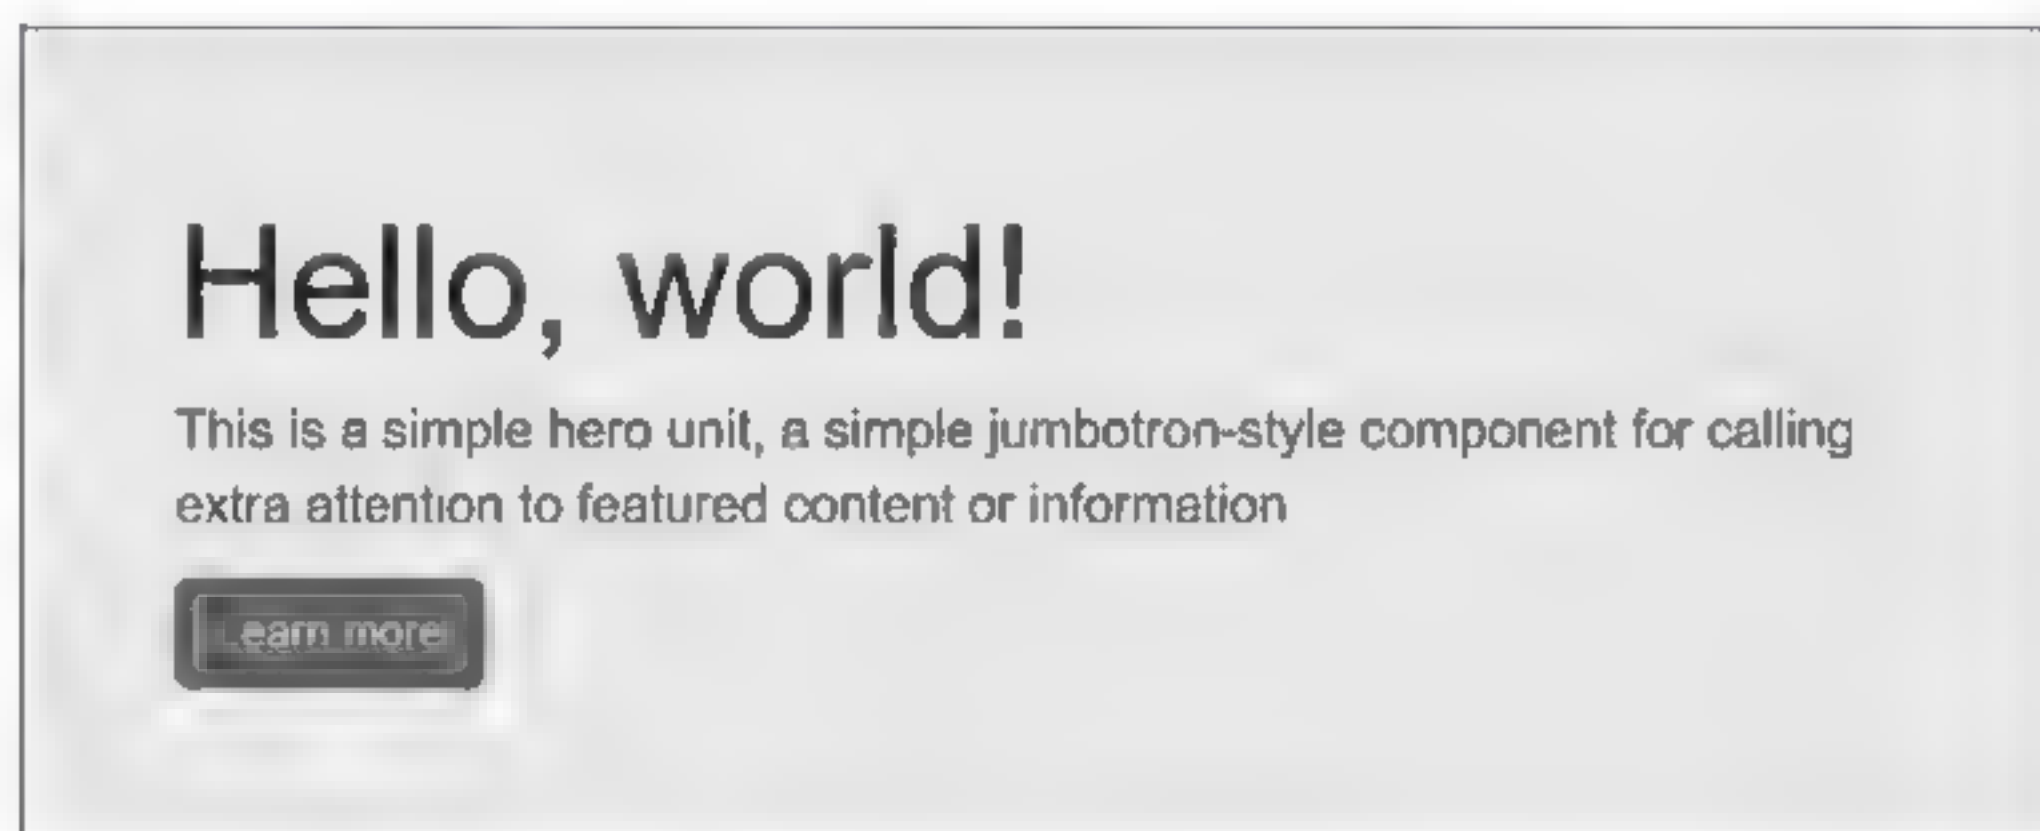 Hello, world!
This is a simple hero unit, a simple jumbotron-style component for calling
extra attention to featured content or information
Learn more